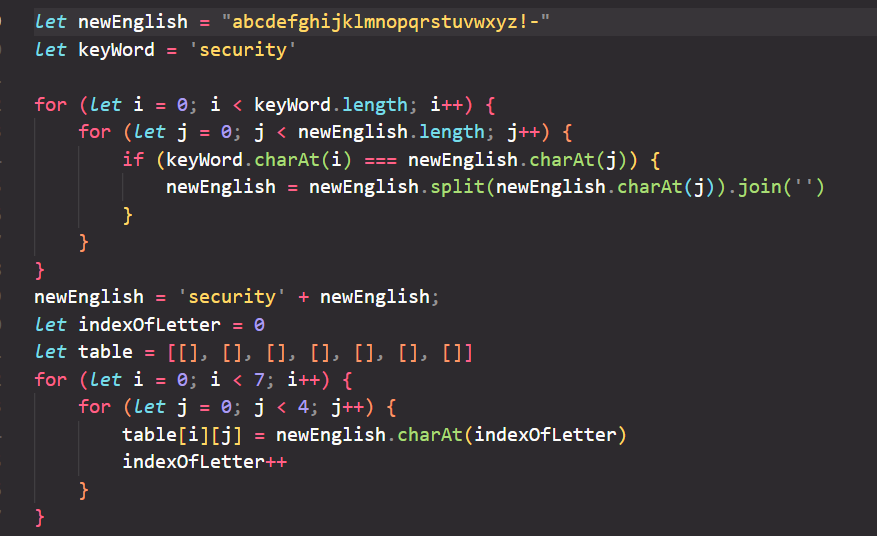 let newEnglish = "abcdefghijklmnopqrstuvwxyz!-"
let keyWord = 'security'
for (let i = 0; i < keyWord.length; i++) {
for (let j = 0; j < newEnglish.length; j++) {
if (keyWord.charAt(i) === newEnglish.charAt(j)) {
newEnglish = newEnglish.split(newEnglish.charAt(j)).join('')
}
}
}
newEnglish = 'security' + newEnglish;
let indexOfLetter = 0
let table = [[], [], [], [], [], [], []]
for (let i = 0; i < 7; i++) {
for (let j = 0; j < 4; j++) {
table[i][j] = newEnglish.charAt(indexOfLetter)
indexOfLetter++
}
}